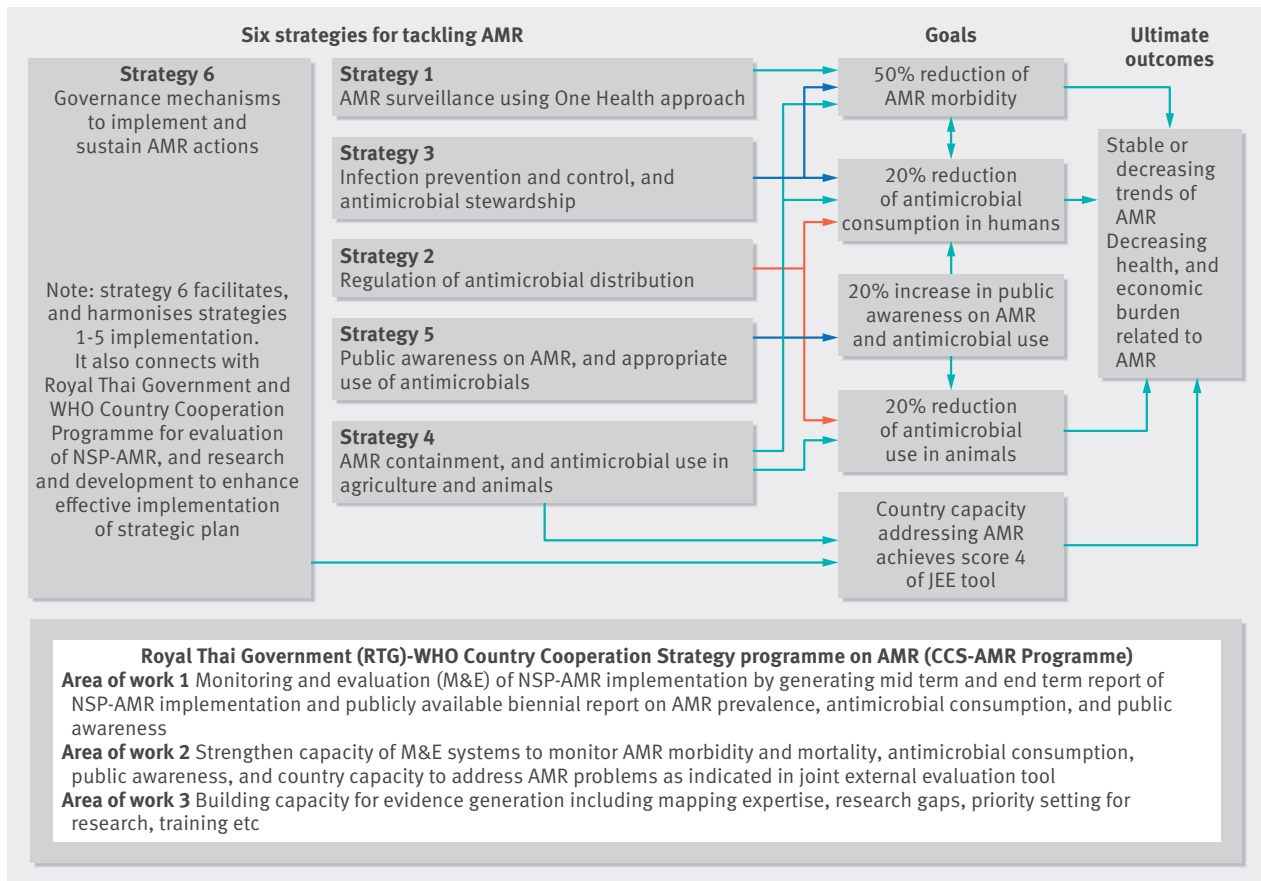 Six strategies for tackling AMR
Goals
Ultimate
outcomes
Strategy 6
Governance mechanisms
to implement and
sustain AMR actions
Note: strategy 6 facilitates,
and harmonises strategies
1-5 implementation.
It also connects with
Royal Thai Government and
WHO Country Cooperation
Programme for evaluation
of NSP-AMR, and research
and development to enhance
effective implementation
of strategic plan
Strategy 1
AMR surveillance using One Health approach
Strategy 3
Infection prevention and control, and
antimicrobial stewardship
Strategy 2
Regulation of antimicrobial distribution
Strategy 5
Public awareness on AMR, and appropriate
use of antimicrobials
Strategy 4
AMR containment, and antimicrobial use in
agriculture and animals
50% reduction of
AMR morbidity
20% reduction
of antimicrobial
consumption in humans
20% increase in public
awareness on AMR
and antimicrobial use
20% reduction
of antimicrobial
use in animals
Country capacity
addressing AMR
achieves score 4
of JEE tool
Stable or
decreasing
trends of
AMR
Decreasing
health, and
economic
burden
related to
AMR
Royal Thai Government (RTG)-WHO Country Cooperation Strategy programme on AMR (CCS-AMR Programme)
Area of work 1 Monitoring and evaluation (M&E) of NSP-AMR implementation by generating mid term and end term report of
NSP-AMR implementation and publicly available biennial report on AMR prevalence, antimicrobial consumption, and public
awareness
Area of work 2 Strengthen capacity of M&E systems to monitor AMR morbidity and mortality, antimicrobial consumption,
public awareness, and country capacity to address AMR problems as indicated in joint external evaluation tool
Area of work 3 Building capacity for evidence generation including mapping expertise, research gaps, priority setting for
research, training etc